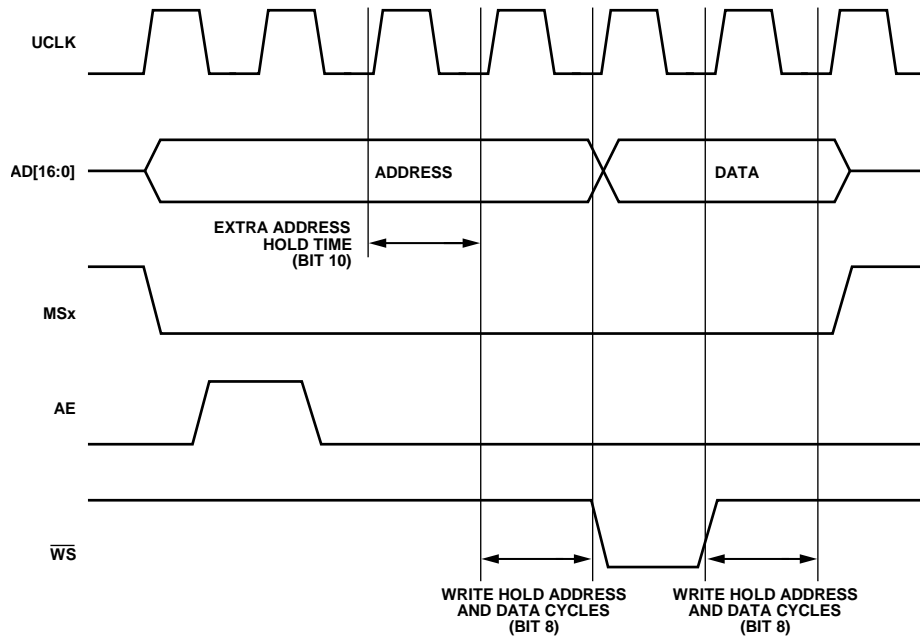 UCLK
AD[16:0]
ADDRESS
DATA
EXTRA ADDRESS
HOLD TIME
(BIT 10)
MSx
AE
WS
WRITE HOLD ADDRESS
AND DATA CYCLES
(BIT 8)
WRITE HOLD ADDRESS
AND DATA CYCLES
(BIT 8)